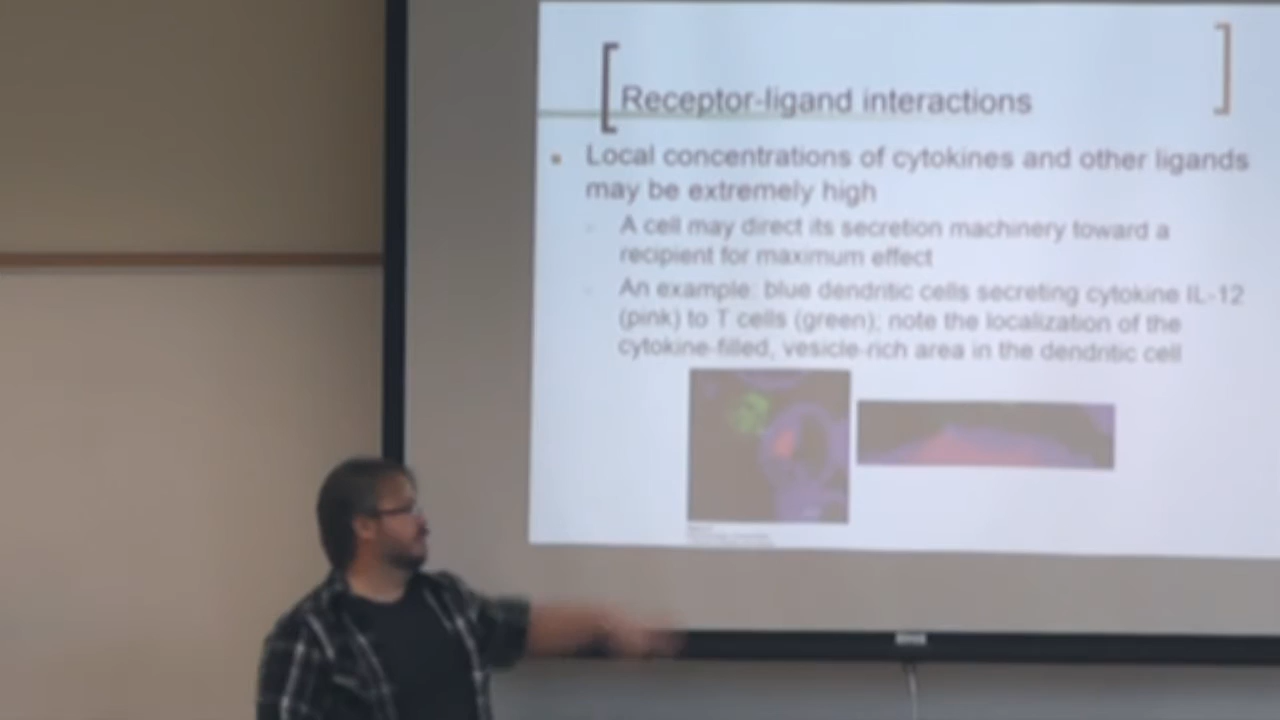 Receptor-ligand interactions
Local concentrations of cytokines and other ligands
may be extremely high
A cell may direct its secretion machinery toward a
recipient for maximum effect
An example: blue dendritic cells secreting cytokine IL-12
(pink) to T cells (green); note the localization of the
cytokine-filled, vesicle-rich area in the dendritic cell